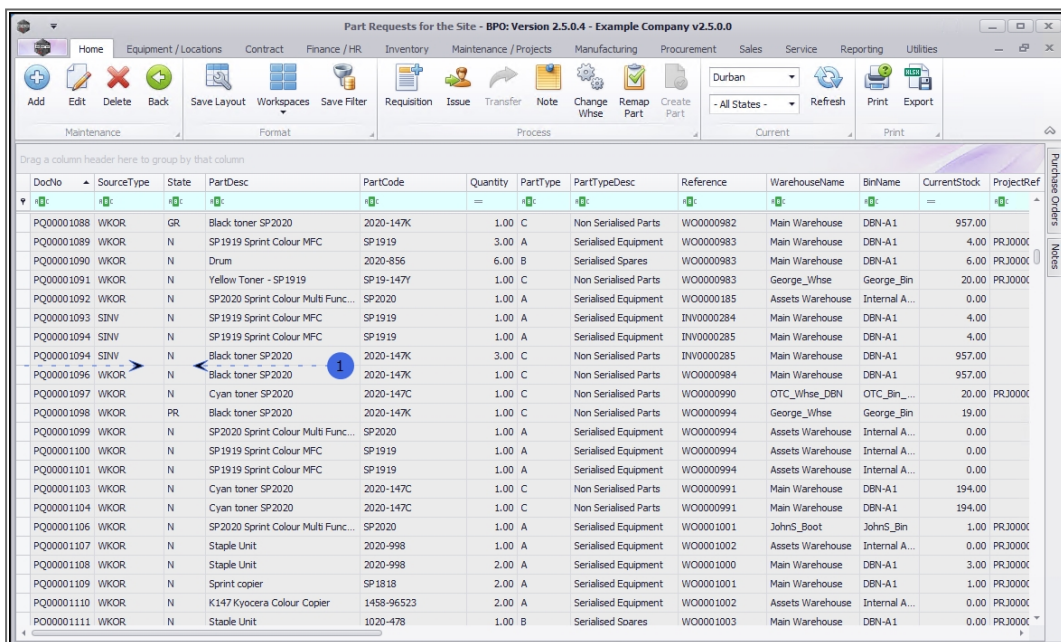 Part Requests for the Site - BPO: Version 2.5.0.4 - Example Company v2.5.0.0
Home Equipment / Locations Contract Finance / HR Inventory Maintenance / Projects Manufacturing Procurement Sales Service Reporting Utilities
Add Edit Delete Back Save Layout Workspaces Save Filter Requisition Issue Transfer Note Change Whse Remap Part Create Part Durban - All States - Refresh Print Export
Maintenance Format Process Current Print
Drag a column header here to group by that column
DocNo SourceType State PartDesc PartCode Quantity PartType PartTypeDesc Reference WarehouseName BinName CurrentStock ProjectRef
PQ00001088 WKOR GR Black toner SP2020 2020-147K 1.00 C Non Serialised Parts WO0000982 Main Warehouse DBN-A1 957.00
PQ00001089 WKOR N SP1919 Sprint Colour MFC SP1919 3.00 A Serialised Equipment WO0000983 Main Warehouse DBN-A1 4.00 PRJ0000
PQ00001090 WKOR N Drum 2020-856 6.00 B Serialised Spares WO0000983 Main Warehouse DBN-A1 6.00 PRJ0000
PQ00001091 WKOR N Yellow Toner - SP1919 SP19-147Y 1.00 C Non Serialised Parts WO0000983 George_Whse George_Bin 20.00 PRJ0000
PQ00001092 WKOR N SP2020 Sprint Colour Multi Func... SP2020 1.00 A Serialised Equipment WO0000185 Assets Warehouse Internal A... 0.00
PQ00001093 SINV N SP1919 Sprint Colour MFC SP1919 1.00 A Serialised Equipment INV0000284 Main Warehouse DBN-A1 4.00
PQ00001094 SINV N SP1919 Sprint Colour MFC SP1919 1.00 A Serialised Equipment INV0000285 Main Warehouse DBN-A1 4.00
PQ00001094 SINV N Black toner SP2020 2020-147K 3.00 C Non Serialised Parts INV0000285 Main Warehouse DBN-A1 957.00
1
PQ00001096 WKOR N Black toner SP2020 2020-147K 1.00 C Non Serialised Parts WO0000984 Main Warehouse DBN-A1 957.00
PQ00001097 WKOR N Cyan toner SP2020 2020-147C 1.00 C Non Serialised Parts WO0000990 OTC_Whse_DBN OTC_Bin_... 20.00 PRJ0000
PQ00001098 WKOR PR Black toner SP2020 2020-147K 1.00 C Non Serialised Parts WO0000994 George_Whse George_Bin 19.00
PQ00001099 WKOR N SP2020 Sprint Colour Multi Func... SP2020 1.00 A Serialised Equipment WO0000994 Assets Warehouse Internal A... 0.00
PQ00001100 WKOR N SP1919 Sprint Colour MFC SP1919 1.00 A Serialised Equipment WO0000994 Assets Warehouse Internal A... 0.00
PQ00001101 WKOR N SP1919 Sprint Colour MFC SP1919 1.00 A Serialised Equipment WO0000994 Assets Warehouse Internal A... 0.00
PQ00001103 WKOR N Cyan toner SP2020 2020-147C 1.00 C Non Serialised Parts WO0000991 Main Warehouse DBN-A1 194.00
PQ00001104 WKOR N Cyan toner SP2020 2020-147C 1.00 C Non Serialised Parts WO0000991 Main Warehouse DBN-A1 194.00
PQ00001106 WKOR N SP2020 Sprint Colour Multi Func... SP2020 1.00 A Serialised Equipment WO0001001 JohnS_Boot JohnS_Bin 1.00 PRJ0000
PQ00001107 WKOR N Staple Unit 2020-998 1.00 A Serialised Equipment WO0001002 Assets Warehouse Internal A... 0.00 PRJ0000
PQ00001108 WKOR N Staple Unit 2020-998 2.00 A Serialised Equipment WO0001000 Main Warehouse DBN-A1 3.00 PRJ0000
PQ00001109 WKOR N Sprint copier SP1818 2.00 A Serialised Equipment WO0001001 Main Warehouse DBN-A1 1.00 PRJ0000
PQ00001110 WKOR N K147 Kyocera Colour Copier 1458-96523 2.00 A Serialised Equipment WO0001002 Assets Warehouse Internal A... 0.00 PRJ0000
PQ00001111 WKOR N Staple Unit 1020-478 1.00 B Serialised Spares WO0001003 Main Warehouse DBN-A1 0.00 PRJ0000
Purchase Orders
Notes